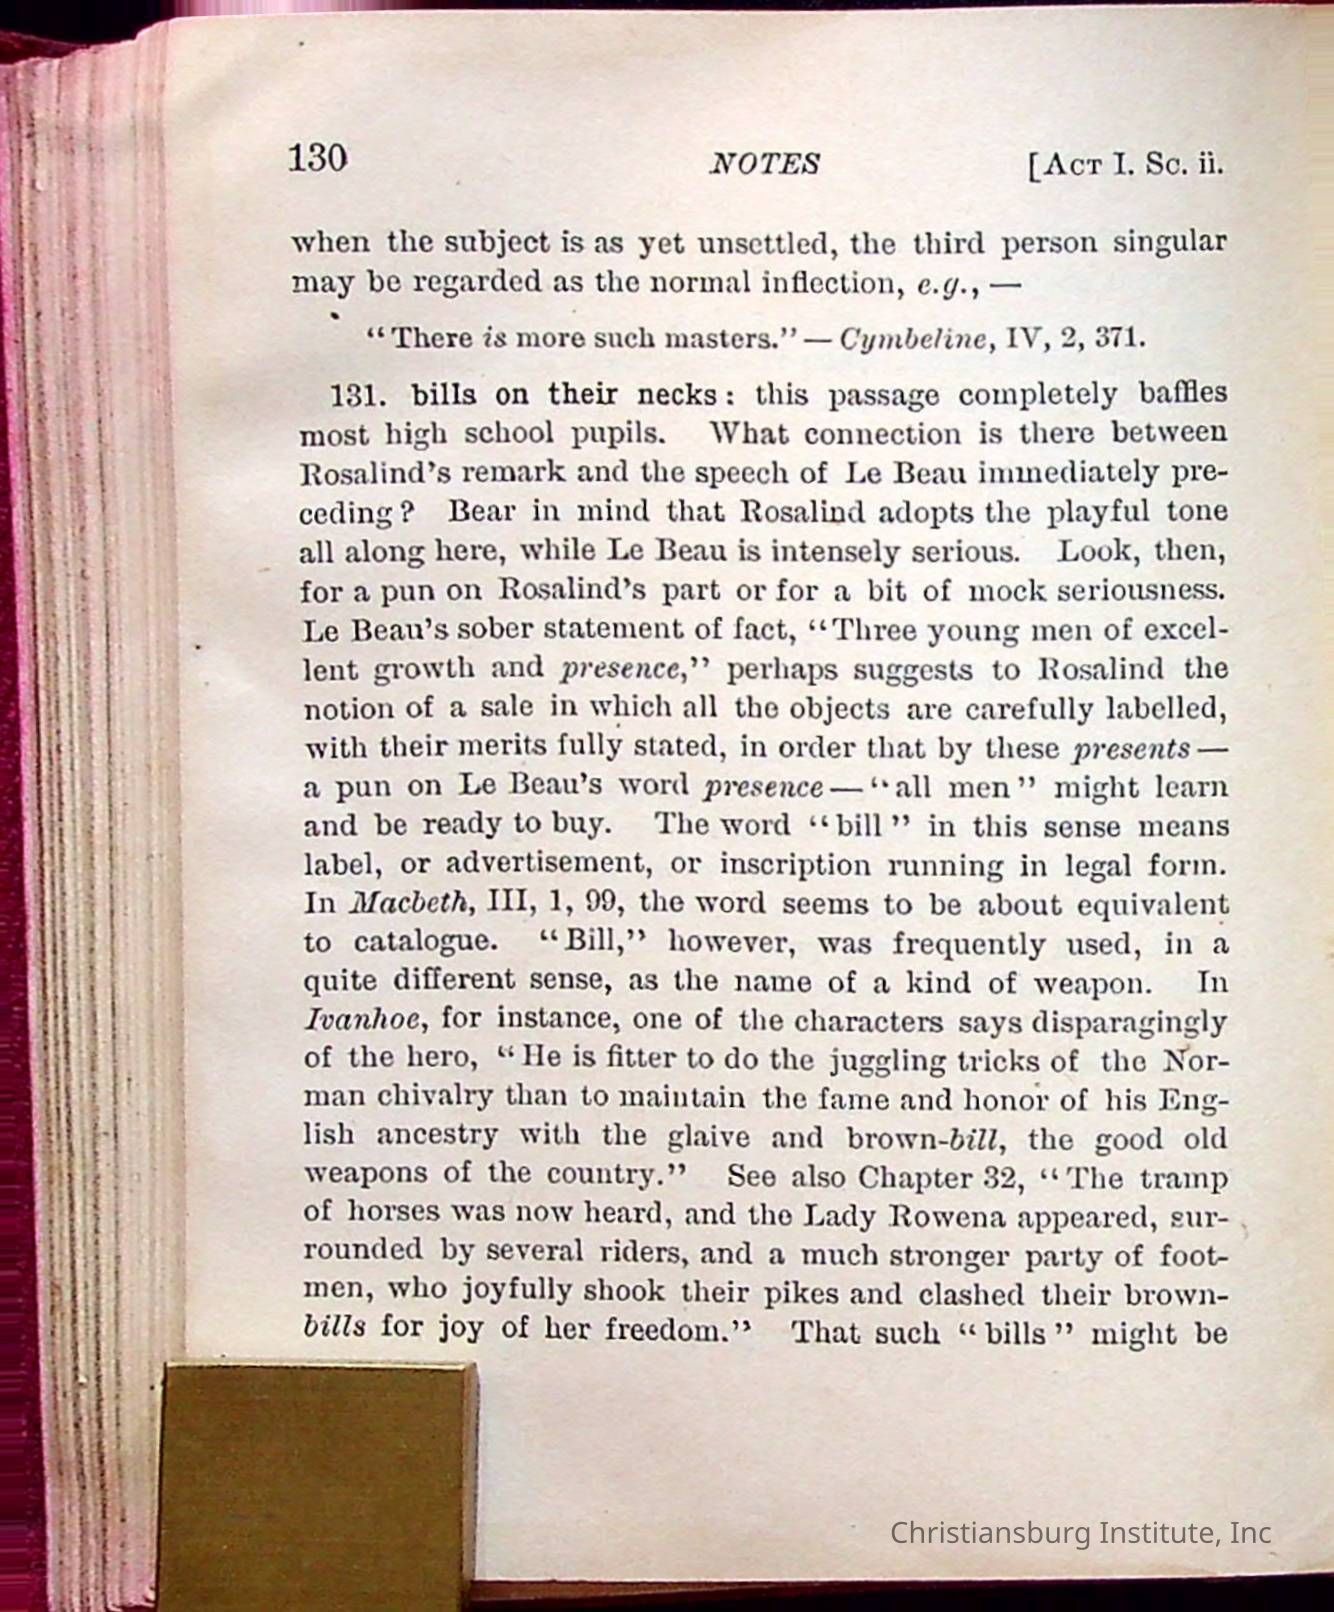 130 NOTES [ACT I. Sc. ii.
when the subject is as yet unsettled, the third person singular
may be regarded as the normal inflection, e.g., —
"There is more such masters." — Cymbeline, IV, 2, 371.
131. bills on their necks: this passage completely baffles
most high school pupils. What connection is there between
Rosalind's remark and the speech of Le Beau immediately pre-
ceding? Bear in mind that Rosalind adopts the playful tone
all along here, while Le Beau is intensely serious. Look, then,
for a pun on Rosalind's part or for a bit of mock seriousness.
Le Beau's sober statement of fact, "Three young men of excel-
lent growth and presence," perhaps suggests to Rosalind the
notion of a sale in which all the objects are carefully labelled,
with their merits fully stated, in order that by these presents —
a pun on Le Beau's word presence — "all men" might learn
and be ready to buy. The word "bill" in this sense means
label, or advertisement, or inscription running in legal form.
In Macbeth, III, 1, 99, the word seems to be about equivalent
to catalogue. "Bill," however, was frequently used, in a
quite different sense, as the name of a kind of weapon. In
Ivanhoe, for instance, one of the characters says disparagingly
of the hero, "He is fitter to do the juggling tricks of the Nor-
man chivalry than to maintain the fame and honor of his Eng-
lish ancestry with the glaive and brown-bill, the good old
weapons of the country." See also Chapter 32, "The tramp
of horses was now heard, and the Lady Rowena appeared, sur-
rounded by several riders, and a much stronger party of foot-
men, who joyfully shook their pikes and clashed their brown-
bills for joy of her freedom." That such "bills" might be
Christiansburg Institute, Inc